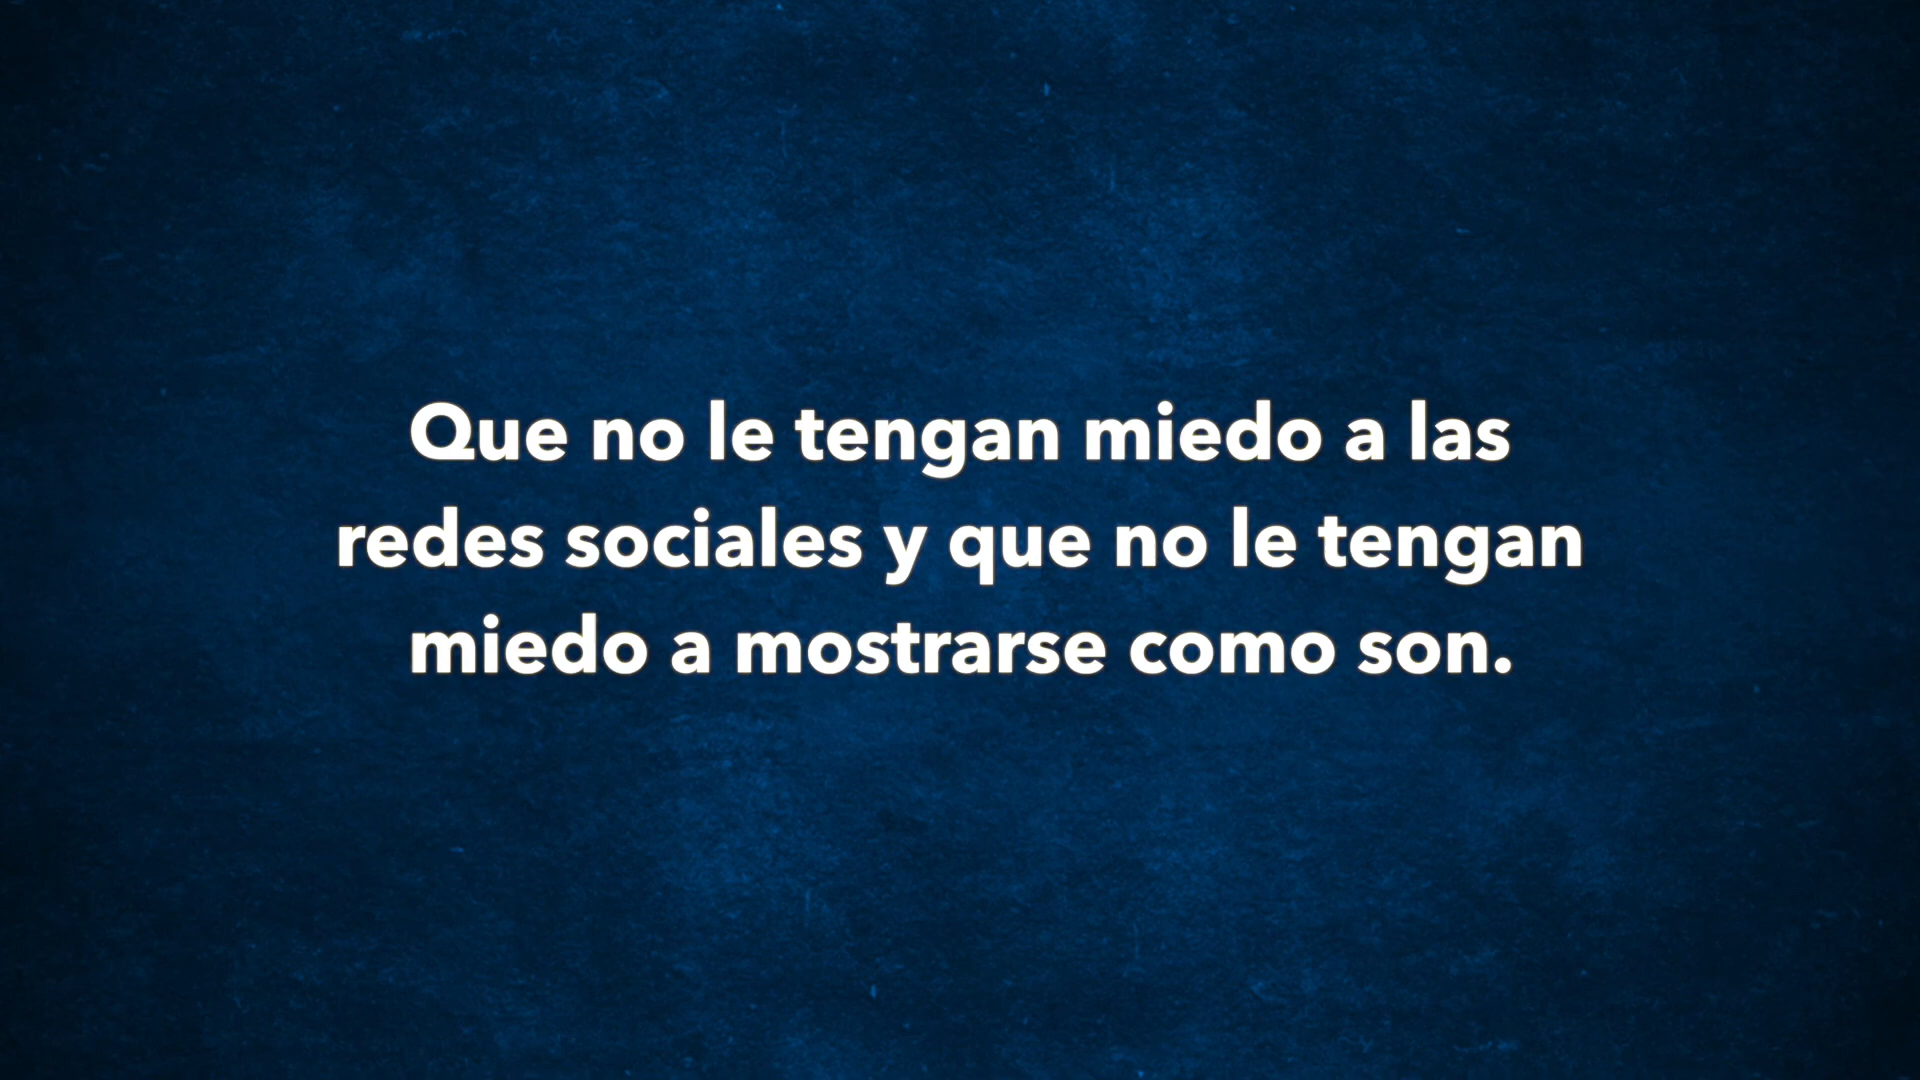 Que no le tengan miedo a las
redes sociales y que no le tengan
miedo a mostrarse como son.